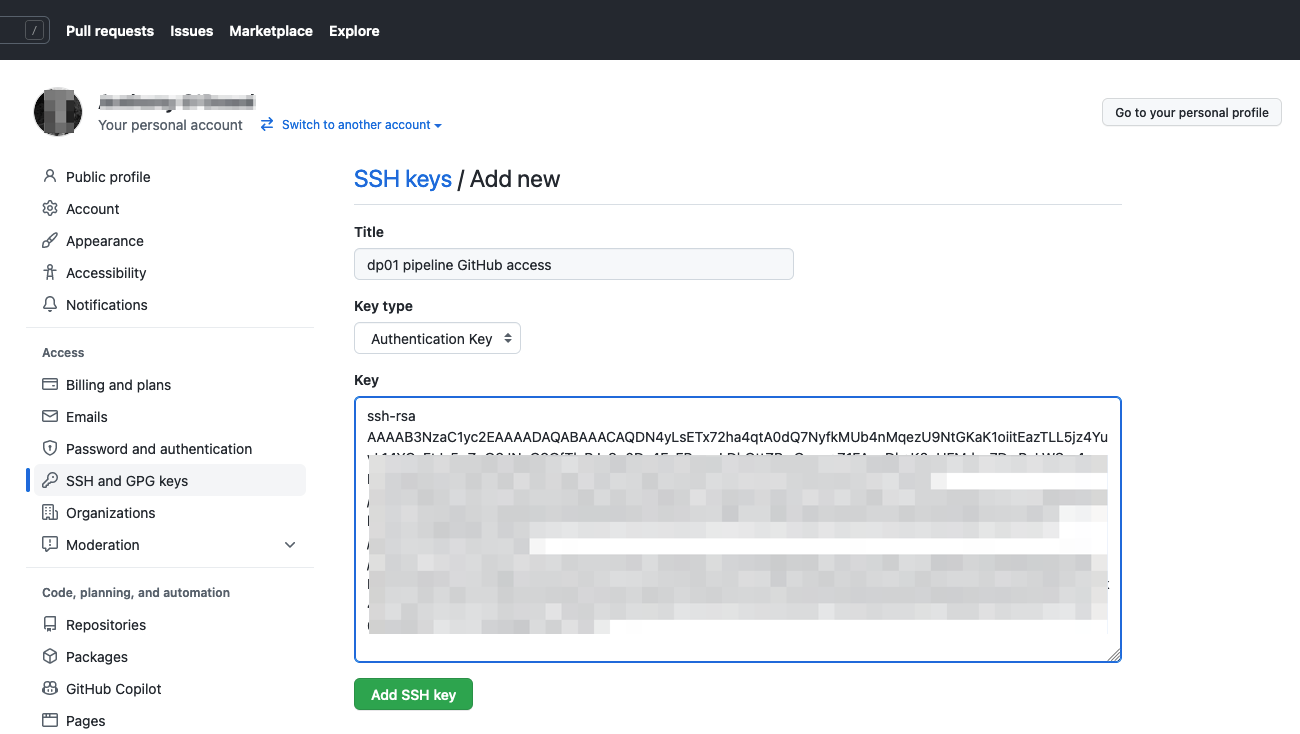 /
Pull requests
Issues
Marketplace
Explore
Your personal account
Switch to another account
Go to your personal profile
Public profile
Account
Appearance
Accessibility
Notifications
Access
Billing and plans
Emails
Password and authentication
SSH and GPG keys
Organizations
Moderation
Code, planning, and automation
Repositories
Packages
GitHub Copilot
Pages
SSH keys / Add new
Title
dp01 pipeline GitHub access
Key type
Authentication Key
Key
ssh-rsa
AAAAB3NzaC1yc2EAAAADAQABAAACAQDN4yLsETx72ha4qtA0dQ7NyfkMUb4nMqezU9NtGKaK1oiitEazTLL5jz4Yu
Add SSH key